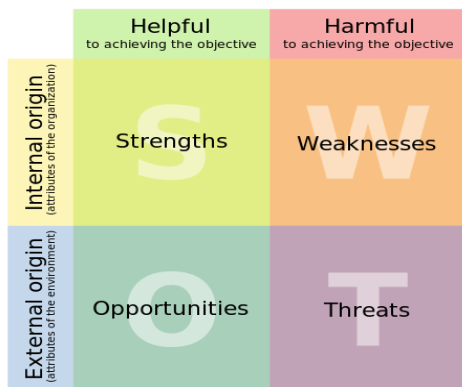 Helpful
to achieving the objective
Harmful
to achieving the objective
Internal origin
(attributes of the organization)
S
Strengths
W
Weaknesses
External origin
(attributes of the environment)
O
Opportunities
T
Threats